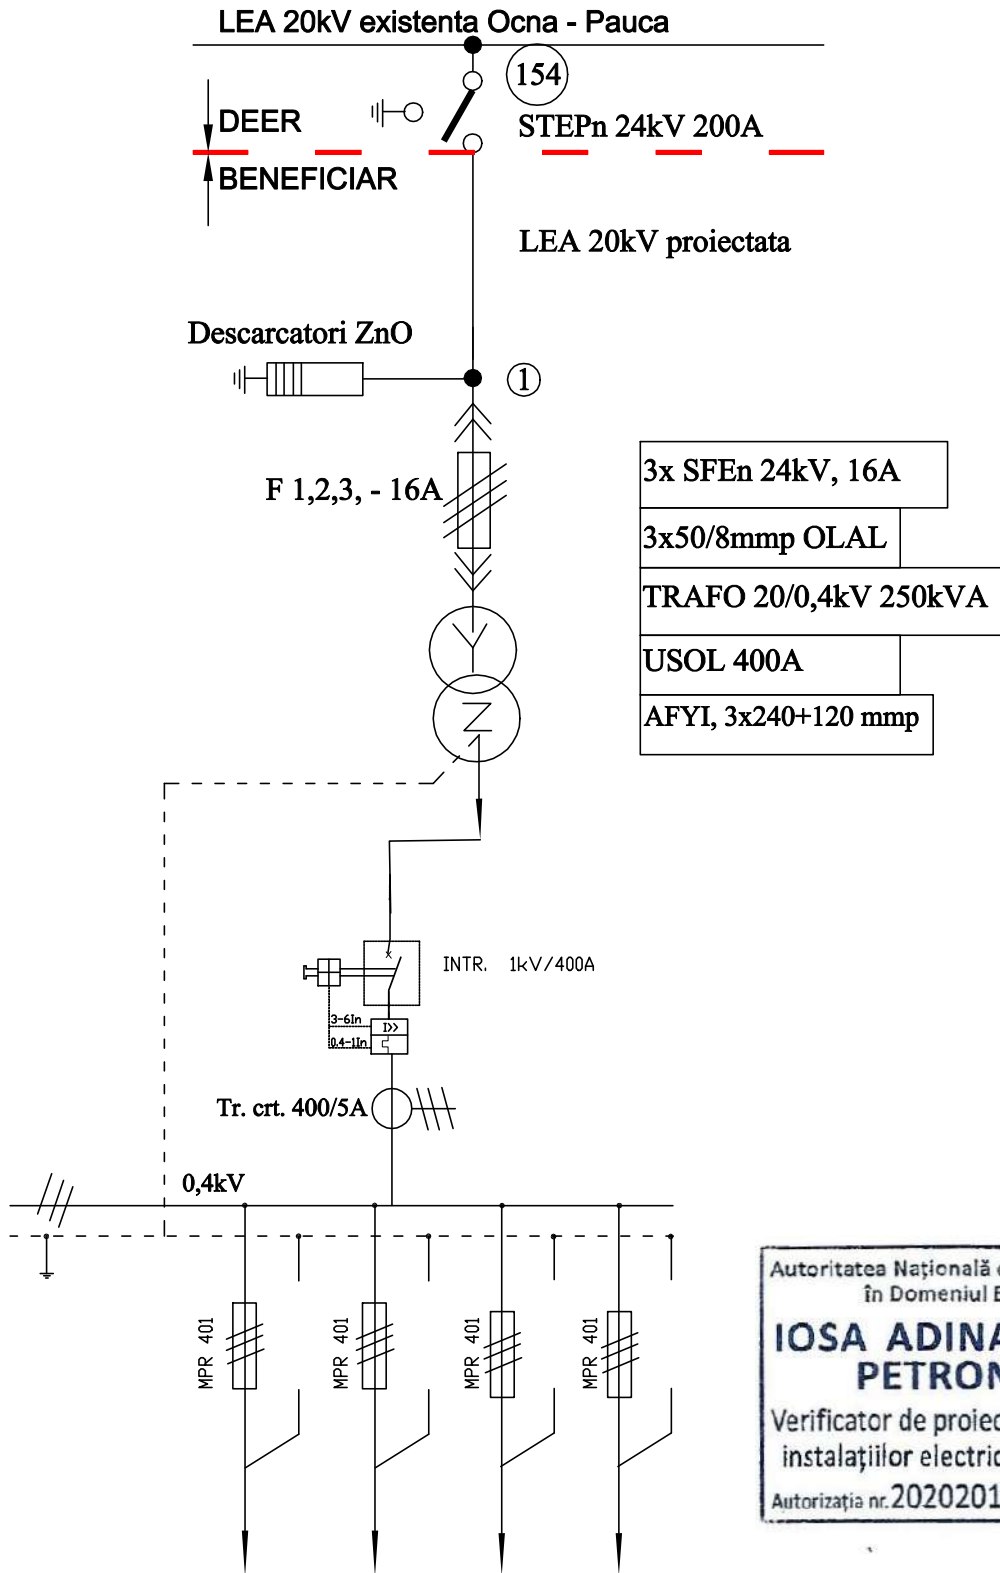 LEA 20kV existenta Ocna - Pauca
154
DEER
STEPn 24kV 200A
BENEFICIAR
LEA 20kV proiectata
Descarcatori ZnO
1
F 1,2,3, - 16A
3x SFEn 24kV, 16A
3x50/8mmp OLAL
TRAFO 20/0,4kV 250kVA
USOL 400A
AFYI, 3x240+120 mmp
INTR. 1kV/400A
3-6In
I>>
0.4-1In
Tr. crt. 400/5A
0,4kV
MPR 401
MPR 401
MPR 401
MPR 401
Autoritatea Națională
în Domeniul E
IOSA ADINA
PETRON
Verificator de proiec
instalațiilor electric
Autorizația nr. 2020201